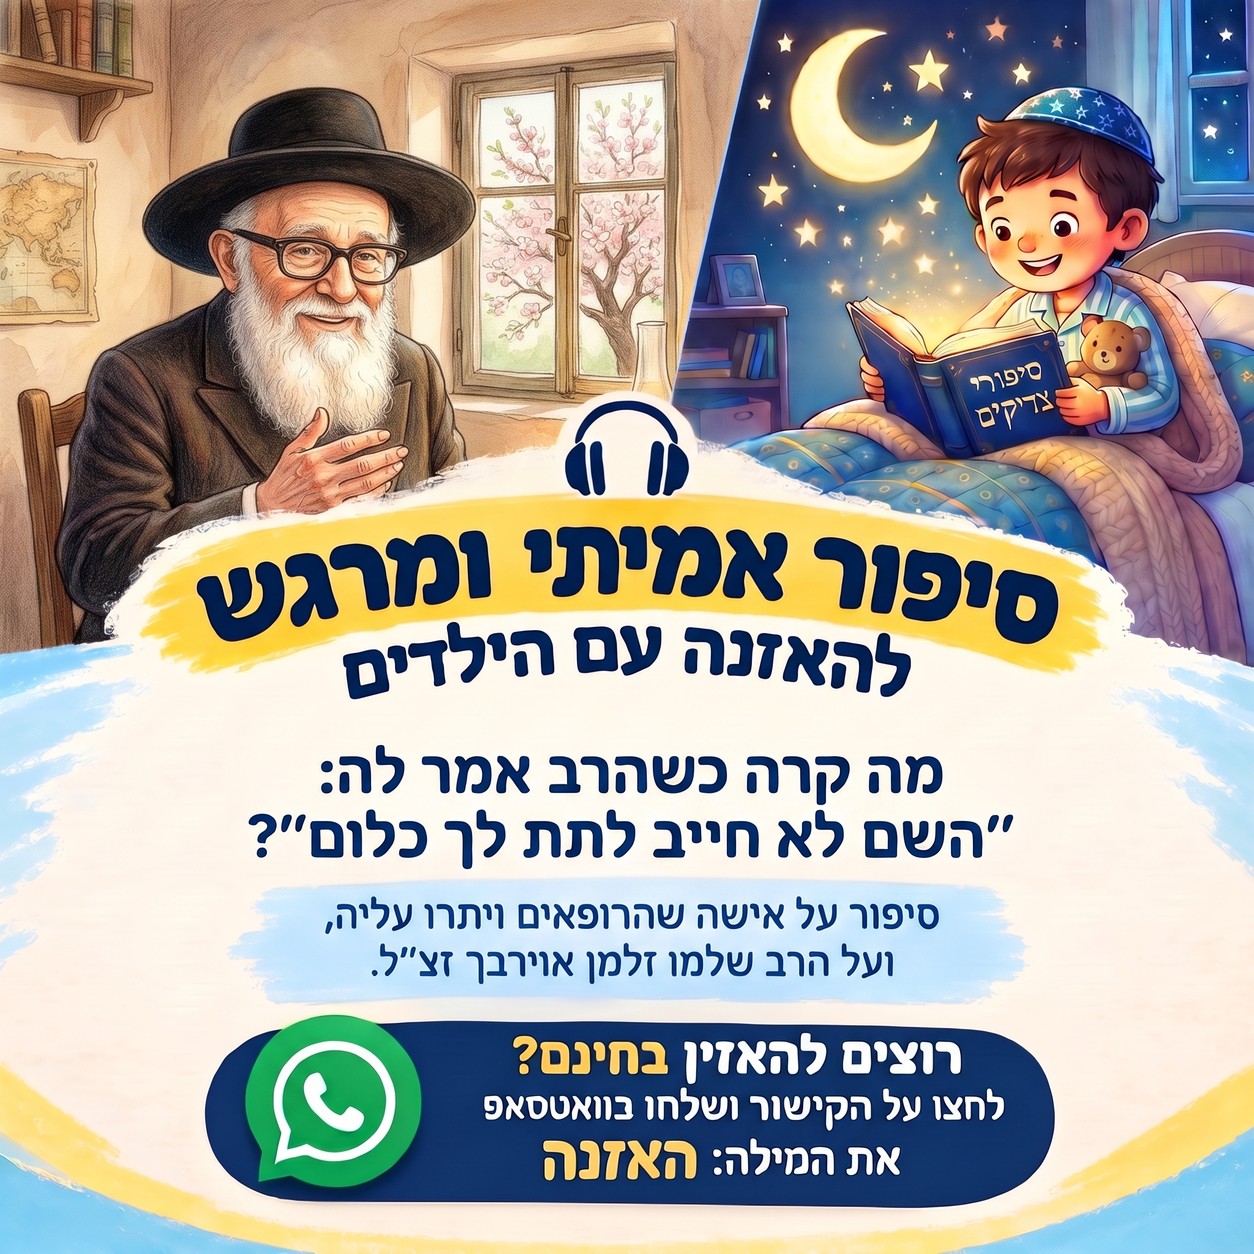 סיפורי
צדיקים
סיפור אמיתי ומרגש
להאזנה עם הילדים
מה קרה כשהרב אמר לה:
"השם לא חייב לתת לך כלום"?
סיפור על אישה שהרופאים ויתרו עליה,
ועל הרב שלמו זלמן אוירבך זצ"ל.
רוצים להאזין בחינם?
לחצו על הקישור ושלחו בוואטסאפ
את המילה: האזנה